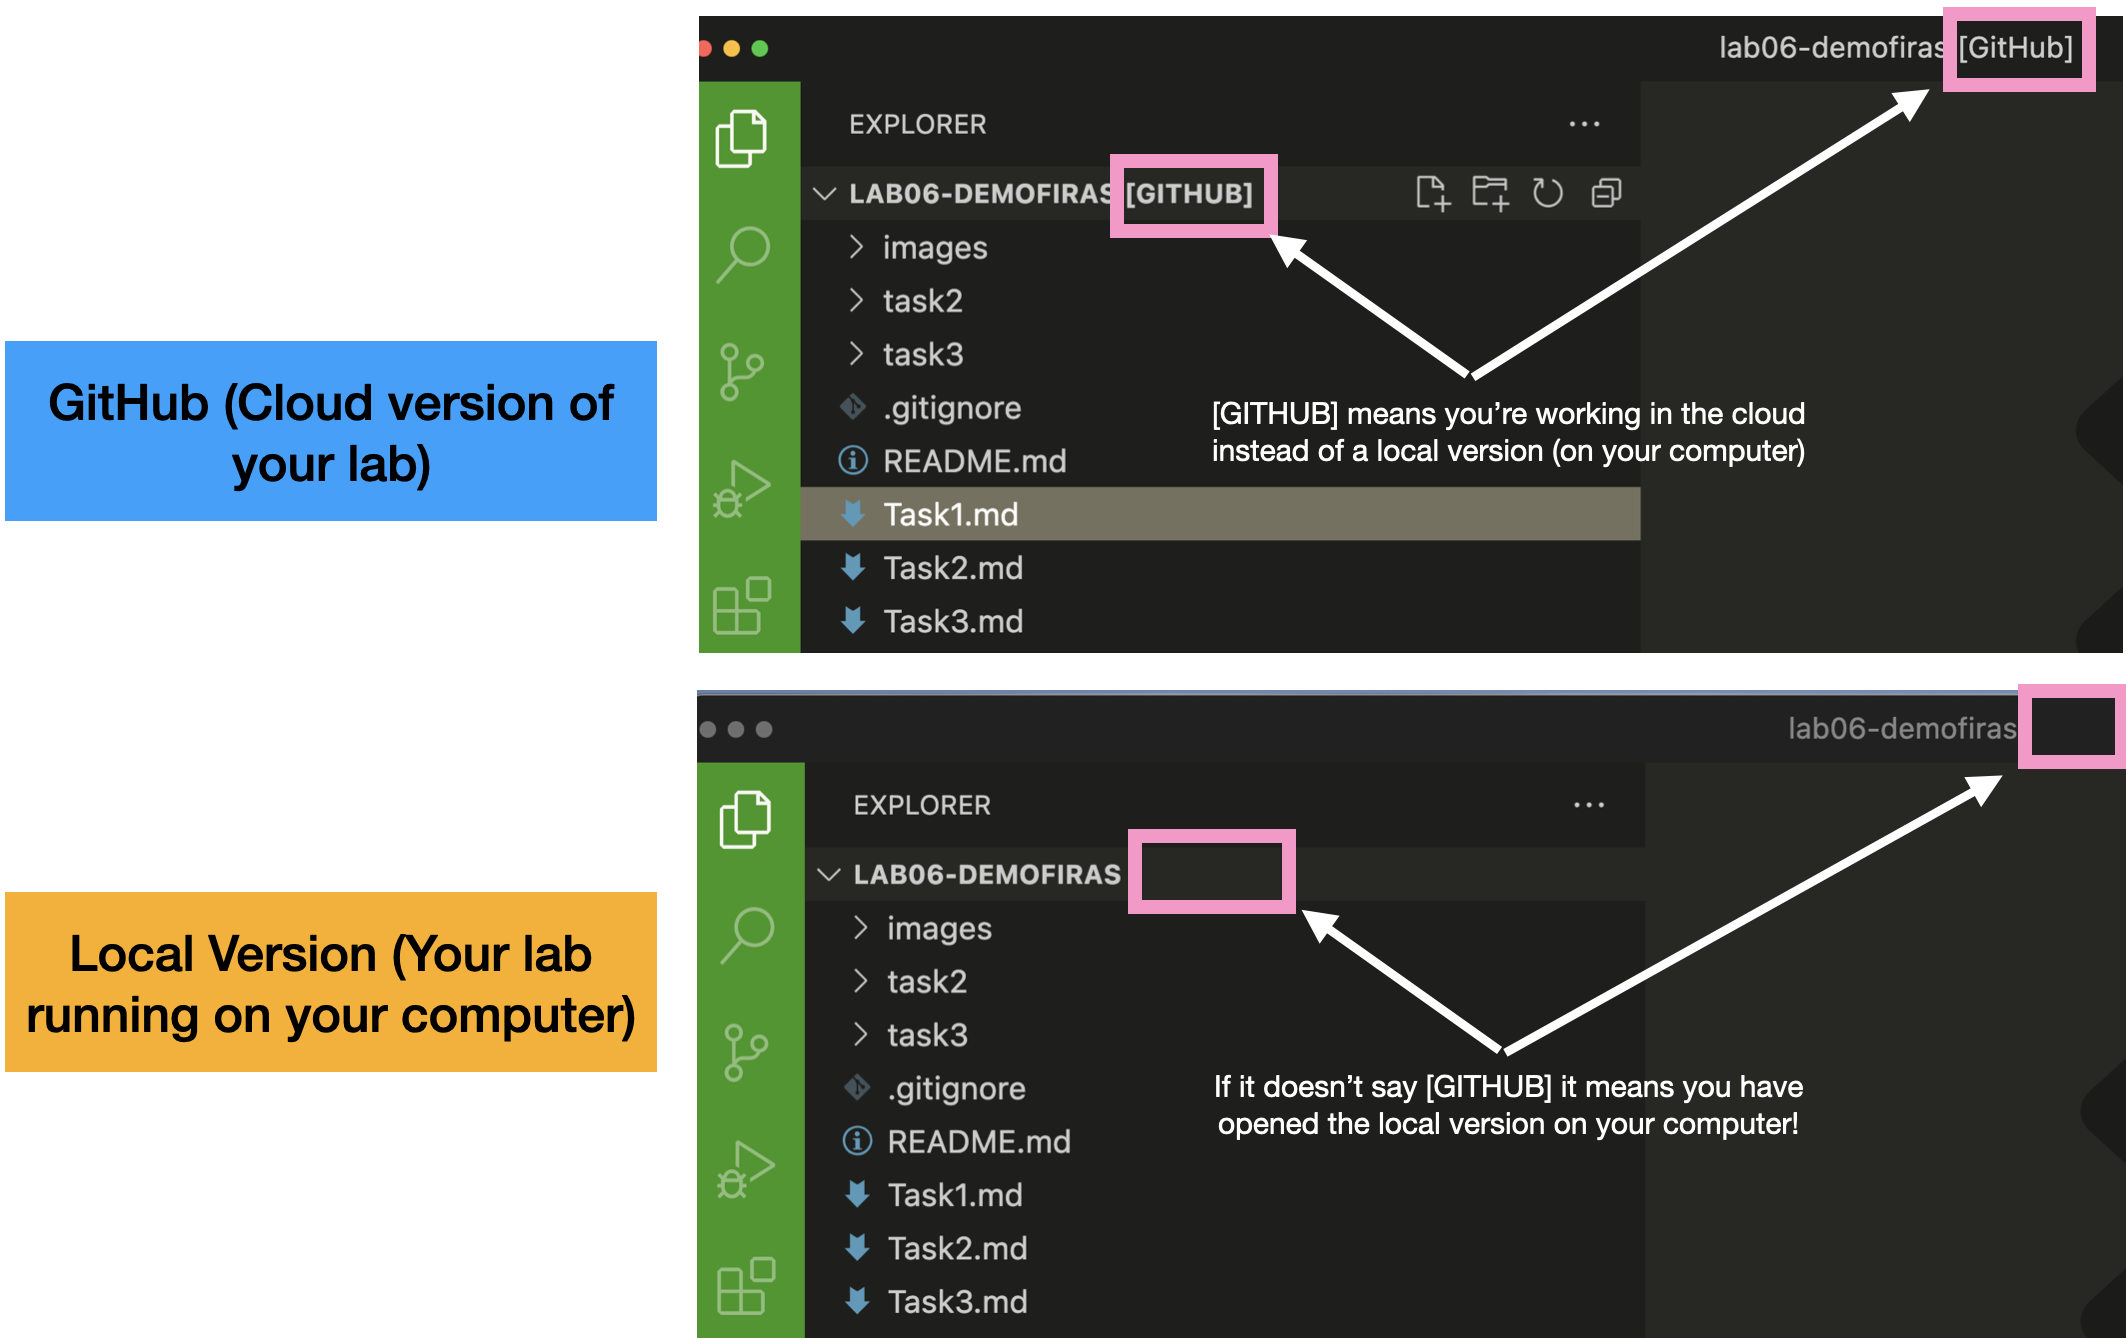 lab06-demofiras [GitHub]
EXPLORER
LAB06-DEMOFIRAS [GITHUB]
images
task2
task3
.gitignore
README.md
Task1.md
Task2.md
Task3.md
[GITHUB] means you’re working in the cloud
instead of a local version (on your computer)
GitHub (Cloud version of
your lab)
lab06-demofiras
EXPLORER
LAB06-DEMOFIRAS
images
task2
task3
.gitignore
README.md
Task1.md
Task2.md
Task3.md
If it doesn’t say [GITHUB] it means you have
opened the local version on your computer!
Local Version (Your lab
running on your computer)